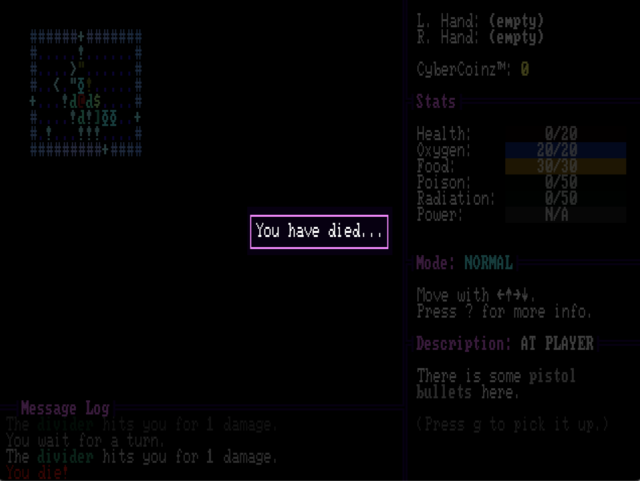 L. Hand: (empty)
R. Hand: (empty)
CyberCoinz™: 0
Stats
Health: 0/20
Oxygen: 20/20
Food: 30/30
Poison: 0/50
Radiation: 0/50
Power: N/A
You have died...
Mode: NORMAL
Move with ←↑→↓.
Press ? for more info.
Description: AT PLAYER
There is some pistol
bullets here.
(Press g to pick it up.)
Message Log
The divider hits you for 1 damage.
You wait for a turn.
The divider hits you for 1 damage.
You die!